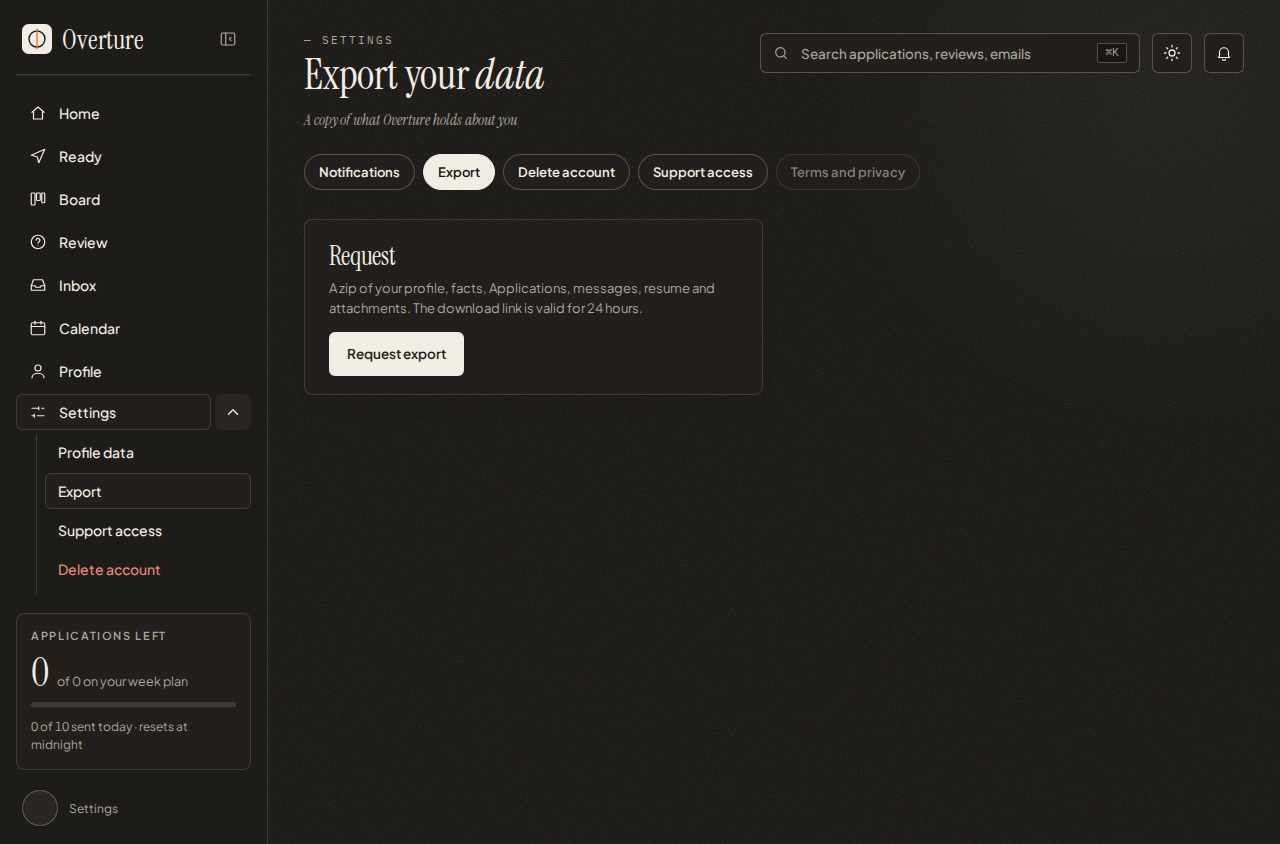 Overture
Home
Ready
Board
Review
Inbox
Calendar
Profile
Settings
Profile data
Export
Support access
Delete account
APPLICATIONS LEFT
0 of 0 on your week plan
0 of 10 sent today · resets at
midnight
Settings
— SETTINGS
Export your data
A copy of what Overture holds about you
Search applications, reviews, emails ⌘K
Notifications Export Delete account Support access Terms and privacy
Request
A zip of your profile, facts, Applications, messages, resume and
attachments. The download link is valid for 24 hours.
Request export